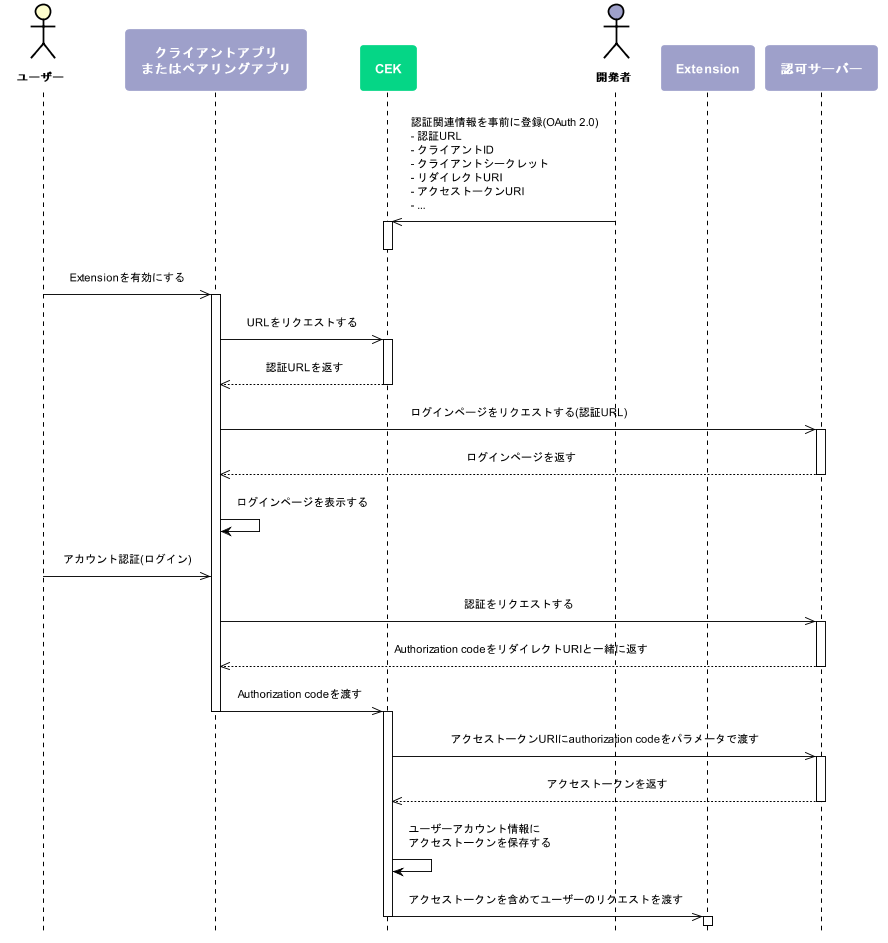 ユーザー
クライアントアプリ
またはペアリングアプリ
CEK
開発者
Extension
認可サーバー
認証関連情報を事前に登録(OAuth 2.0)
- 認証URL
- クライアントID
- クライアントシークレット
- リダイレクトURI
- アクセストークンURI
- ...
Extensionを有効にする
URLをリクエストする
認証URLを返す
ログインページをリクエストする(認証URL)
ログインページを返す
ログインページを表示する
アカウント認証(ログイン)
認証をリクエストする
Authorization codeをリダイレクトURIと一緒に返す
Authorization codeを渡す
アクセストークンURIにauthorization codeをパラメータで渡す
アクセストークンを返す
ユーザーアカウント情報に
アクセストークンを保存する
アクセストークンを含めてユーザーのリクエストを渡す